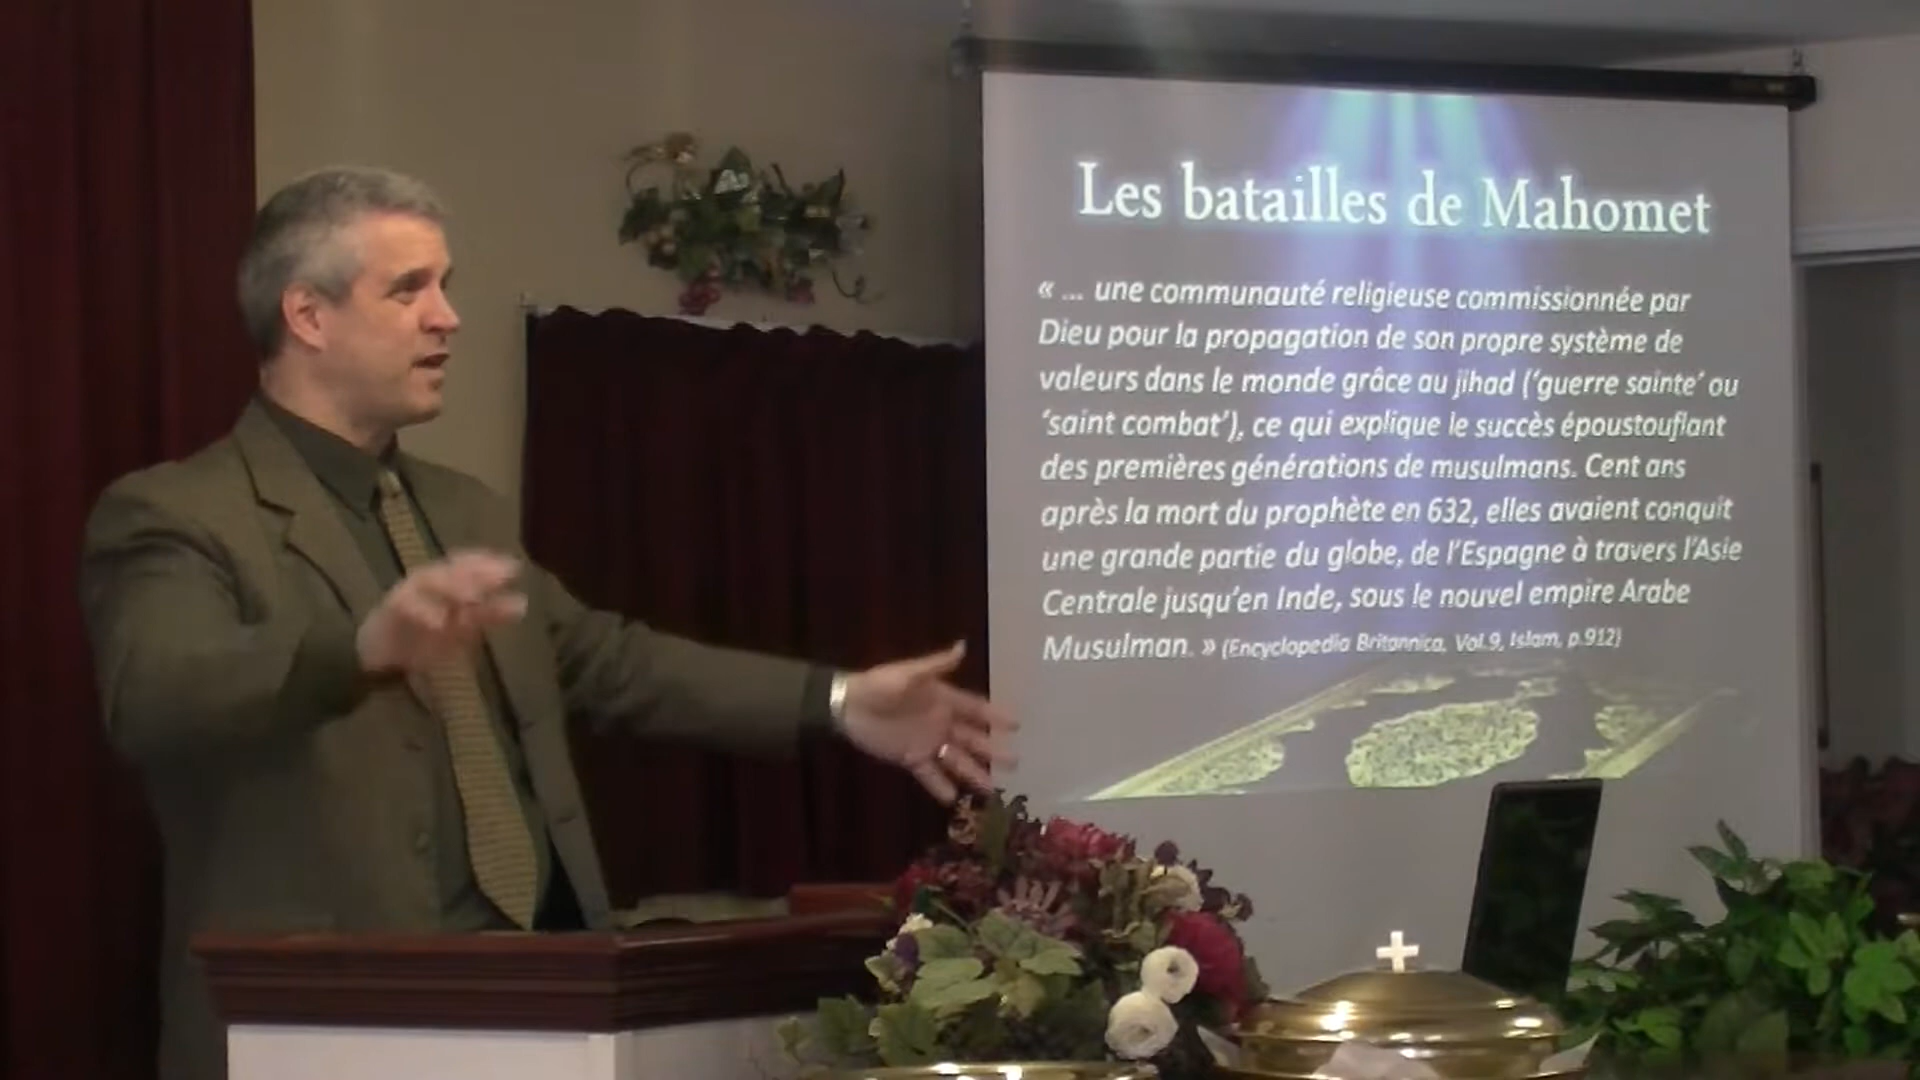 Les batailles de Mahomet
« ... une communauté religieuse commissionnée par
Dieu pour la propagation de son propre système de
valeurs dans le monde grâce au jihad (‘guerre sainte’ ou
‘saint combat’), ce qui explique le succès époustouflant
des premières générations de musulmans. Cent ans
après la mort du prophète en 632, elles avaient conquit
une grande partie du globe, de l’Espagne à travers l’Asie
Centrale jusqu’en Inde, sous le nouvel empire Arabe
Musulman. » (Encyclopedia Britannica, Vol.9, Islam, p.912)